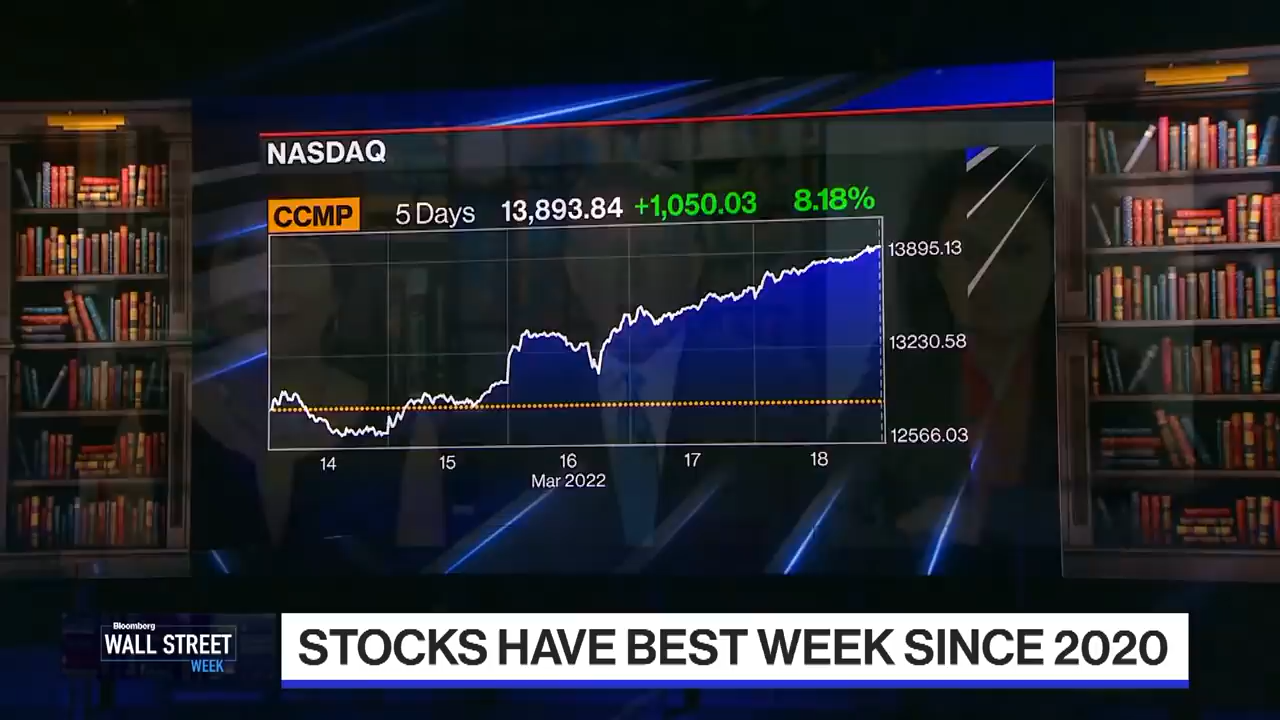 NASDAQ
CCMP 5 Days 13,893.84 +1,050.03 8.18%
13895.13
13230.58
12566.03
14 15 16 17 18
Mar 2022
Bloomberg
WALL STREET
WEEK
STOCKS HAVE BEST WEEK SINCE 2020